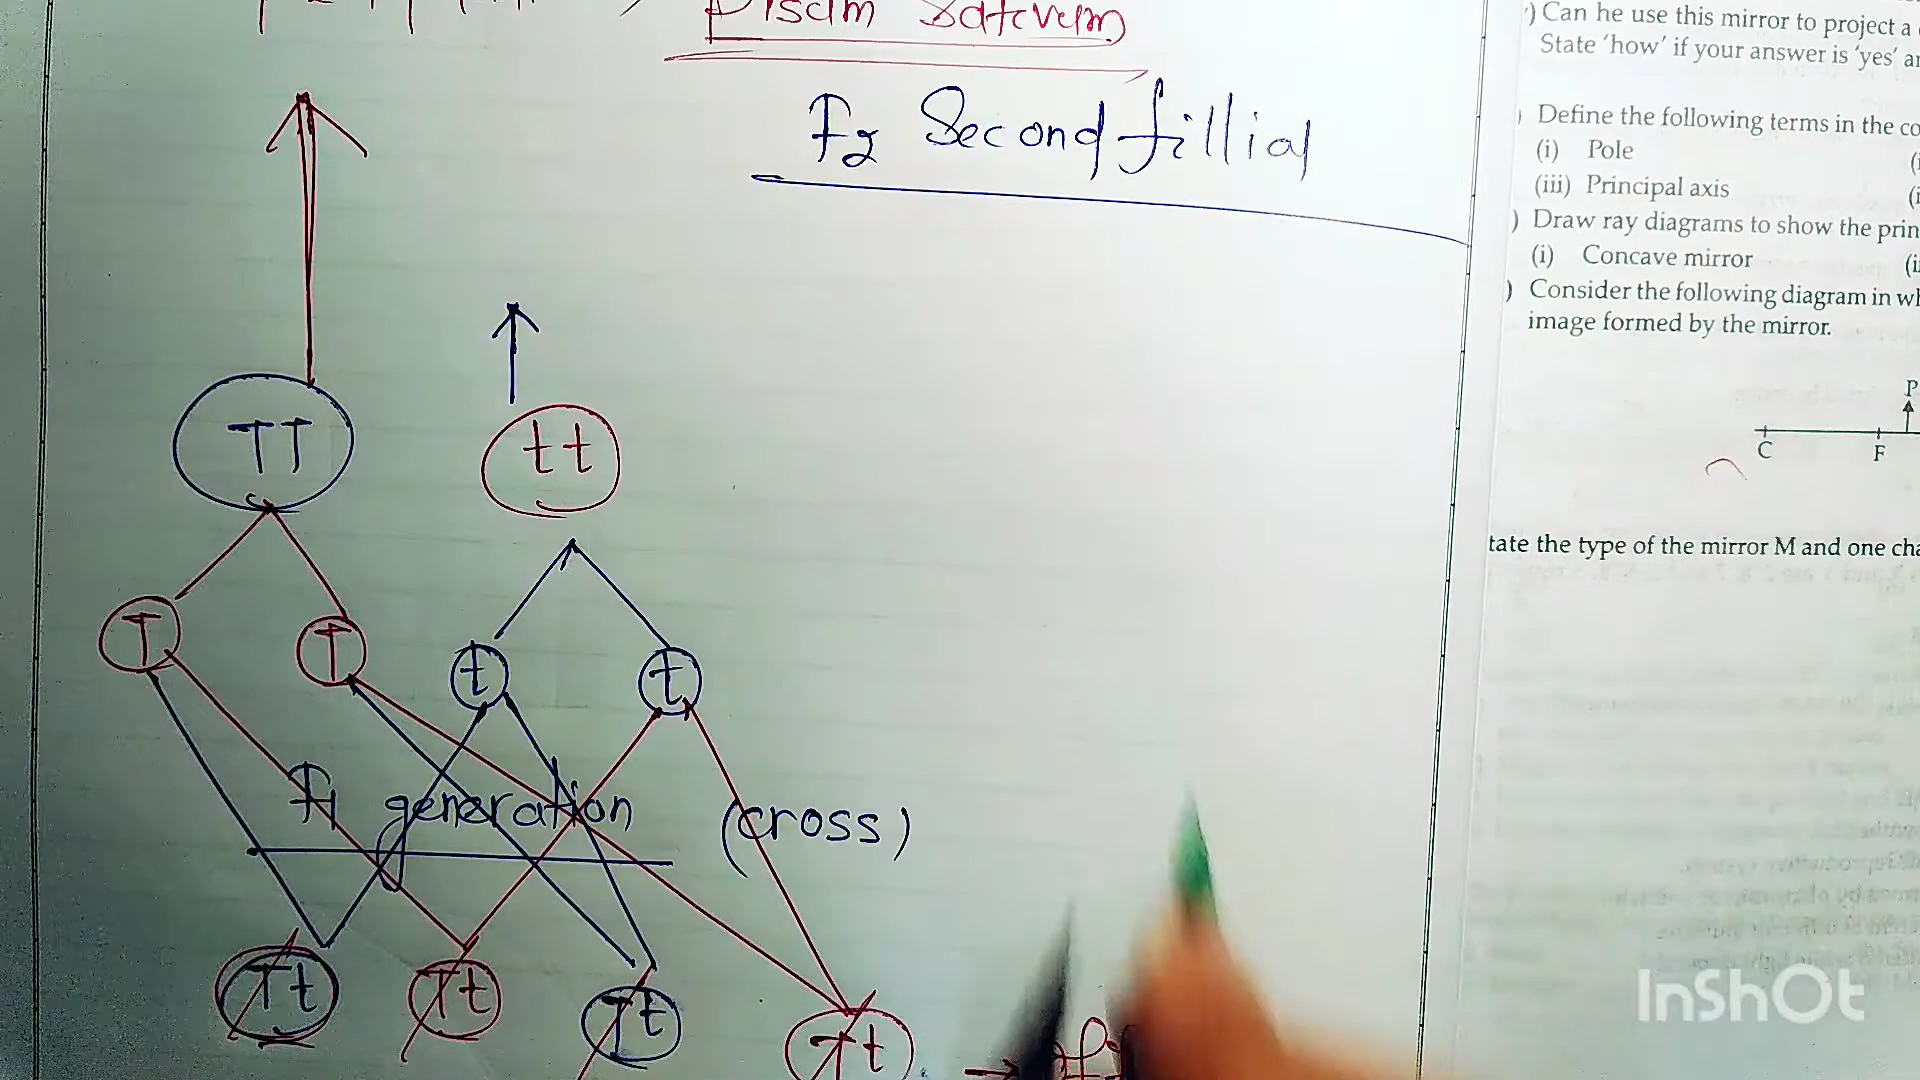 F2 Second fillial
TT
tt
T T t t
F1 generation (cross)
Tt Tt Tt Tt →
) Can he use this mirror to project a
State ‘how’ if your answer is ‘yes’
) Define the following terms in the
(i) Pole
(iii) Principal axis
) Draw ray diagrams to show the
(i) Concave mirror
) Consider the following diagram in
image formed by the mirror.
P
C F
tate the type of the mirror M and one
InShOt